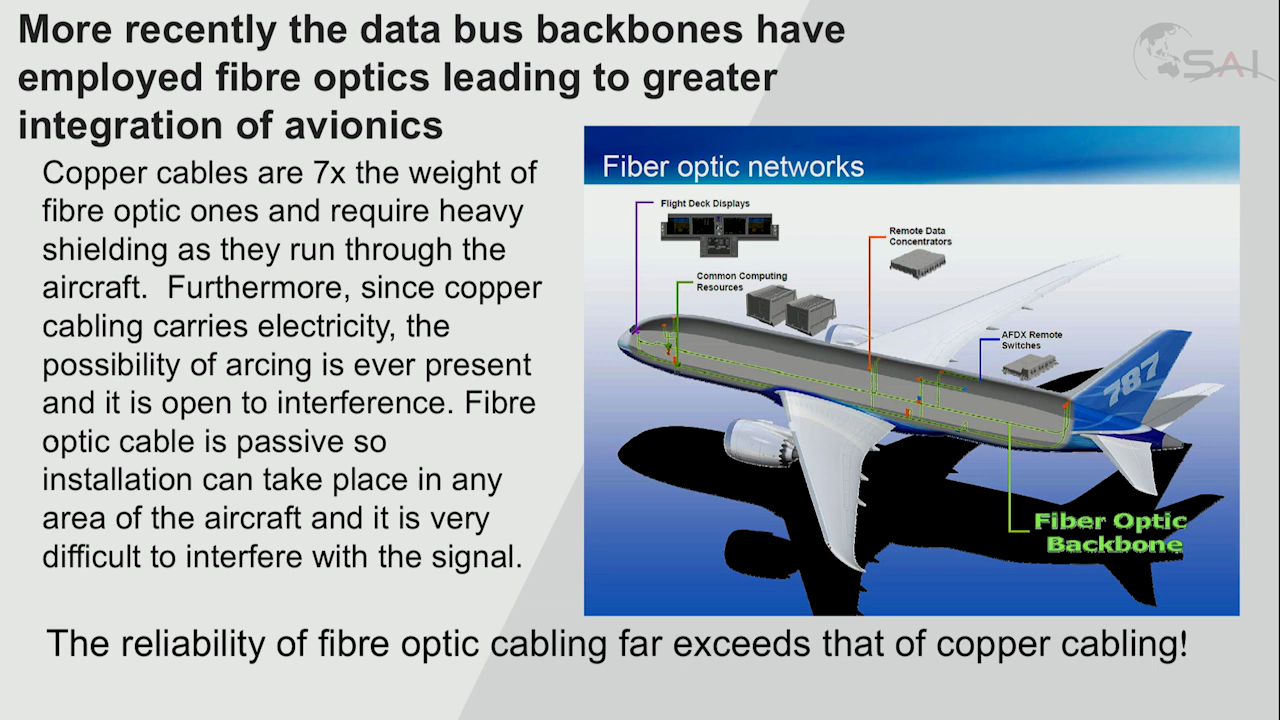 More recently the data bus backbones have
employed fibre optics leading to greater
integration of avionics
SAI
Copper cables are 7x the weight of
fibre optic ones and require heavy
shielding as they run through the
aircraft.  Furthermore, since copper
cabling carries electricity, the
possibility of arcing is ever present
and it is open to interference. Fibre
optic cable is passive so
installation can take place in any
area of the aircraft and it is very
difficult to interfere with the signal.
Fiber optic networks
Flight Deck Displays
Remote Data
Concentrators
Common Computing
Resources
AFDX Remote
Switches
787
Fiber Optic
Backbone
The reliability of fibre optic cabling far exceeds that of copper cabling!